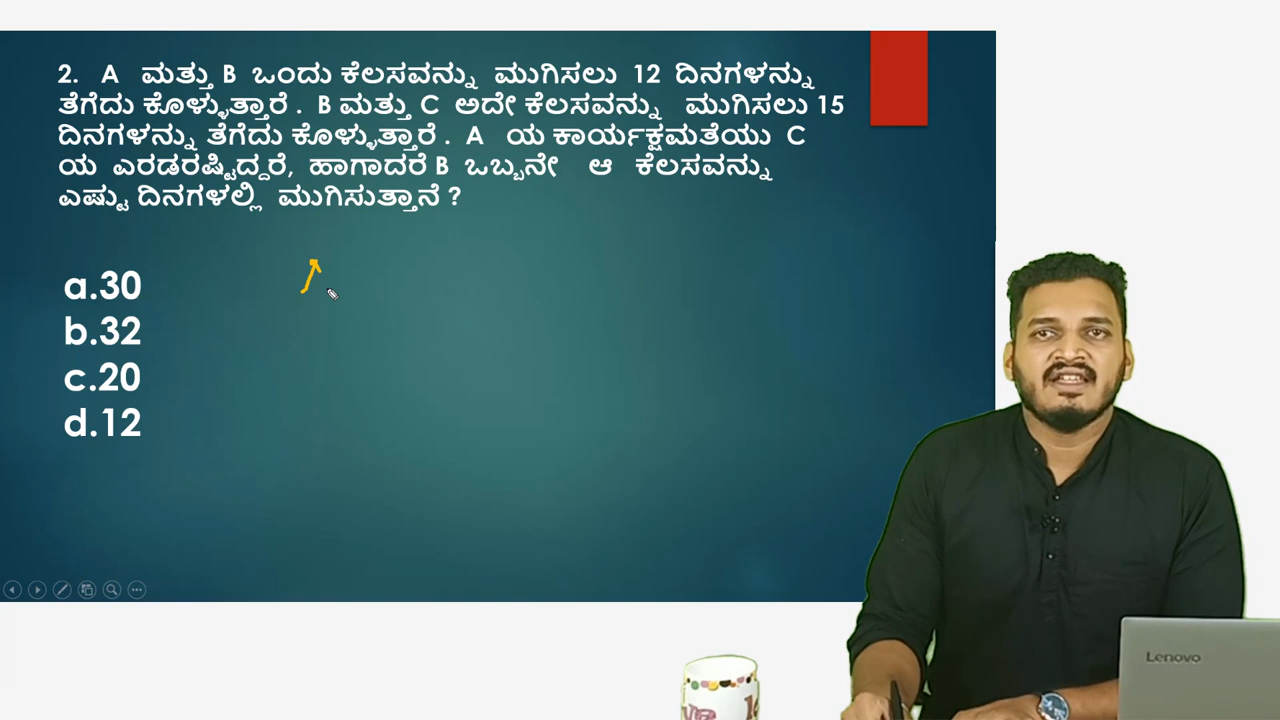 2. A ಮತ್ತು B ಒಂದು ಕೆಲಸವನ್ನು ಮುಗಿಸಲು 12 ದಿನಗಳನ್ನು
ತೆಗೆದು ಕೊಳ್ಳುತ್ತಾರೆ . B ಮತ್ತು C ಅದೇ ಕೆಲಸವನ್ನು ಮುಗಿಸಲು 15
ದಿನಗಳನ್ನು ತೆಗೆದು ಕೊಳ್ಳುತ್ತಾರೆ . A ಯ ಕಾರ್ಯಕ್ಷಮತೆಯು C
ಯ ಎರಡರಷ್ಟಿದ್ದರೆ, ಹಾಗಾದರೆ B ಒಬ್ಬನೇ ಆ ಕೆಲಸವನ್ನು
ಎಷ್ಟು ದಿನಗಳಲ್ಲಿ ಮುಗಿಸುತ್ತಾನೆ ?
a.30
b.32
c.20
d.12
Lenovo